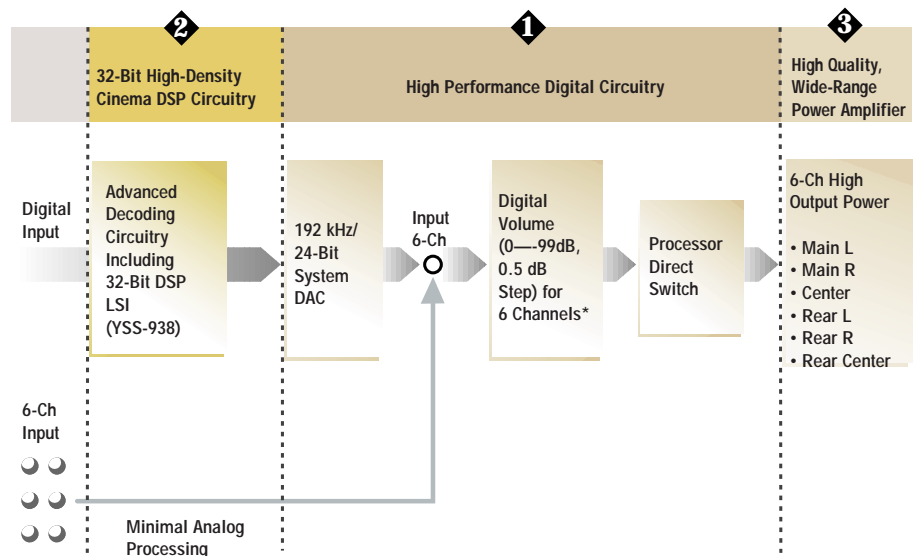 2
1
3
32-Bit High-Density
Cinema DSP Circuitry
High Performance Digital Circuitry
High Quality,
Wide-Range
Power Amplifier
Digital
Input
Advanced
Decoding
Circuitry
Including
32-Bit DSP
LSI
(YSS-938)
192 kHz/
24-Bit
System
DAC
Input
6-Ch
Digital
Volume
(0—-99dB,
0.5 dB
Step) for
6 Channels*
Processor
Direct
Switch
6-Ch High
Output Power
• Main L
• Main R
• Center
• Rear L
• Rear R
• Rear Center
6-Ch
Input
Minimal Analog
Processing